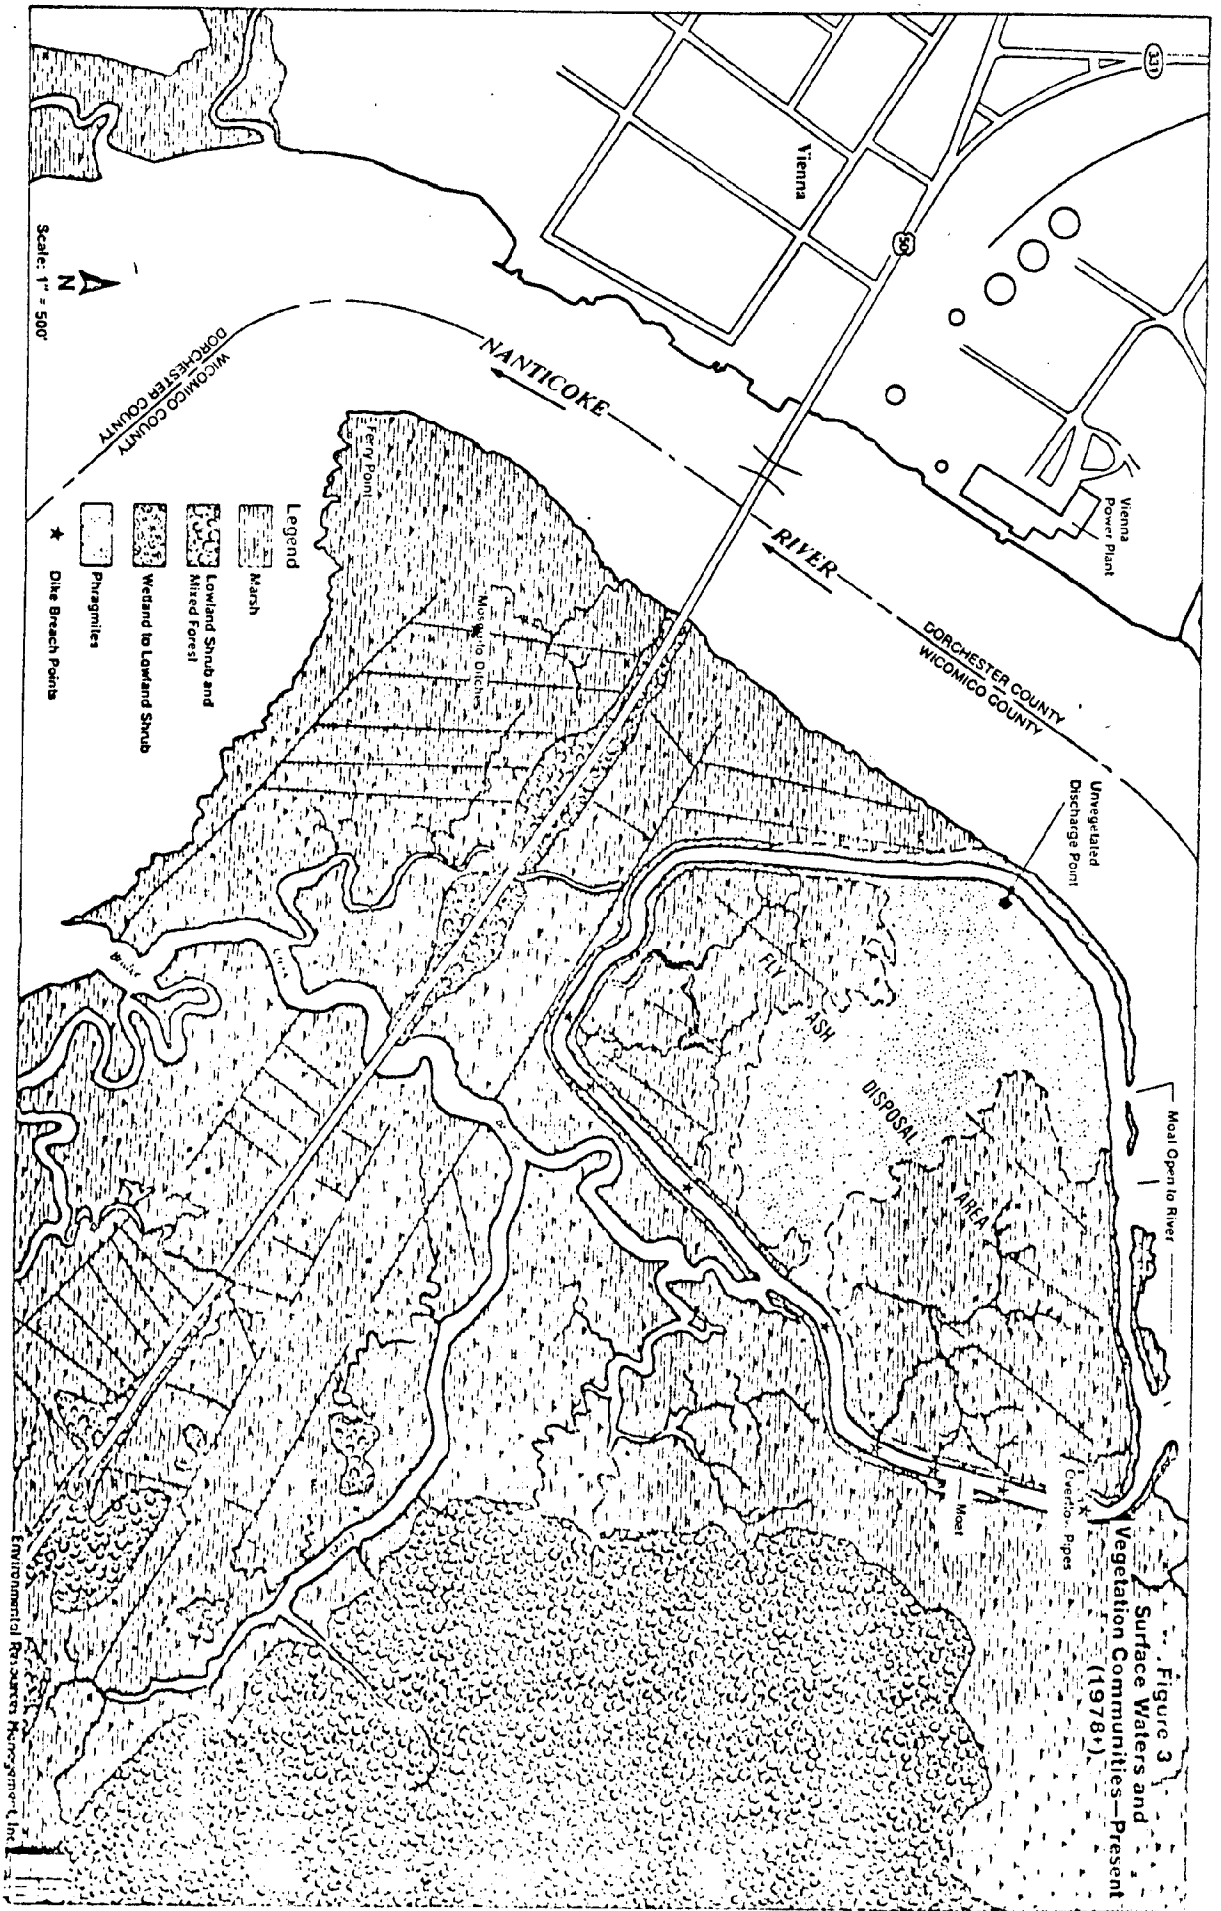 Figure 3
Surface Waters and
Vegetation Communities—Present
(1978+)
331
50
Vienna
Vienna
Power Plant
NANTICOKE
RIVER
DORCHESTER COUNTY
WICOMICO COUNTY
Unvegetated
Discharge Point
Moat Open to River
FLY
ASH
DISPOSAL
AREA
Overflow Pipes
Moet
Ferry Point
Mosquito Ditches
WICOMICO COUNTY
DORCHESTER COUNTY
N
Scale: 1" = 500'
Legend
Marsh
Lowland Shrub and
Mixed Forest
Wetland to Lowland Shrub
Phragmiles
★ Dike Breach Points
Environmental Resources Management, Inc.